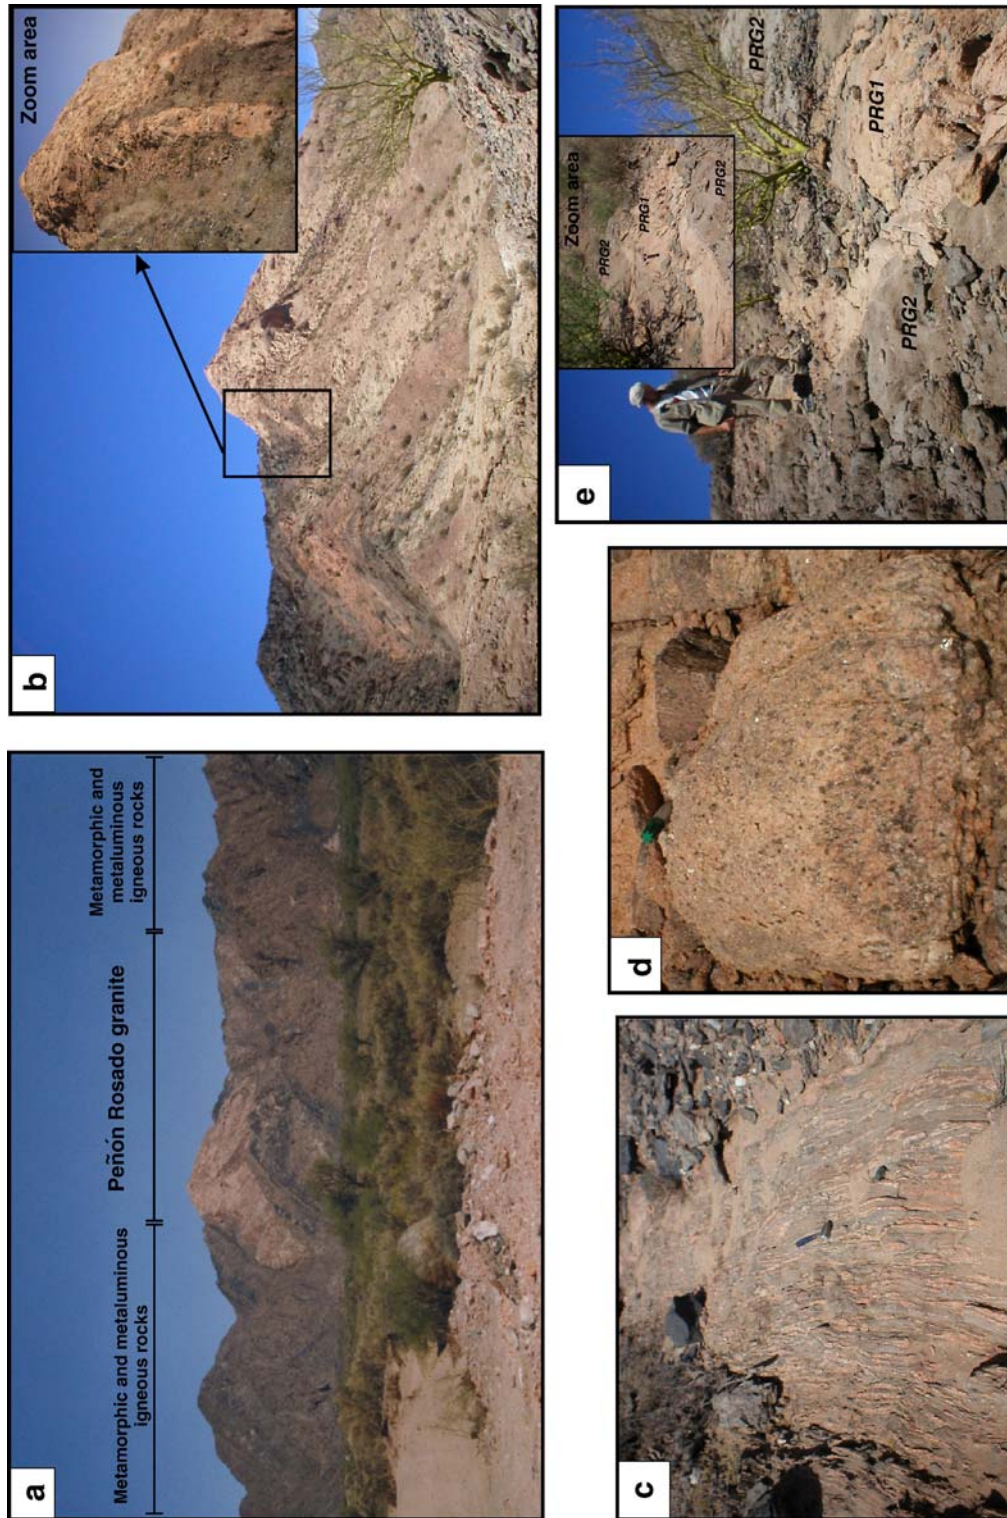 a
Metamorphic and metaluminous
igneous rocks
Peñón Rosado granite
Metamorphic and
metaluminous
igneous rocks
b
Zoom area
c
d
e
Zoom area
PRG2
PRG1
PRG2
PRG2
PRG1
PRG2